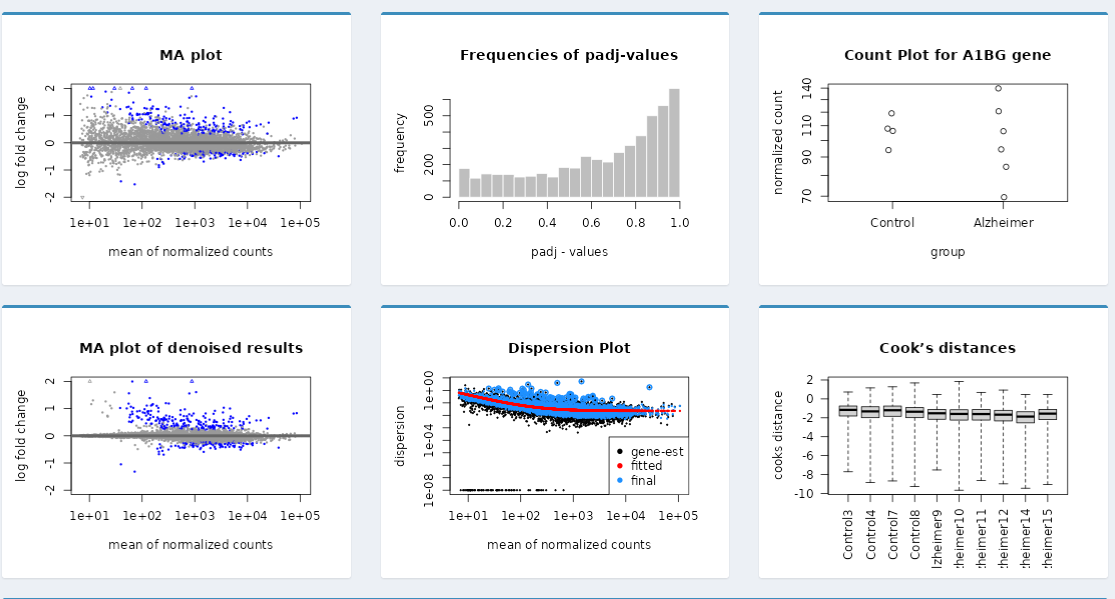 MA plot
log fold change
2
1
0
-1
-2
1e+01 1e+02 1e+03 1e+04 1e+05
mean of normalized counts
Frequencies of padj-values
frequency
500
200
0
0.0 0.2 0.4 0.6 0.8 1.0
padj - values
Count Plot for A1BG gene
normalized count
140
110
90
70
Control Alzheimer
group
MA plot of denoised results
log fold change
2
1
0
-1
-2
1e+01 1e+02 1e+03 1e+04 1e+05
mean of normalized counts
Dispersion Plot
dispersion
1e+00
1e-04
1e-08
gene-est
fitted
final
1e+01 1e+02 1e+03 1e+04 1e+05
mean of normalized counts
Cook’s distances
cooks distance
2
0
-2
-4
-6
-8
-10
Control3
Control4
Control7
Control8
lzheimer9
zheimer10
zheimer11
zheimer12
zheimer14
zheimer15